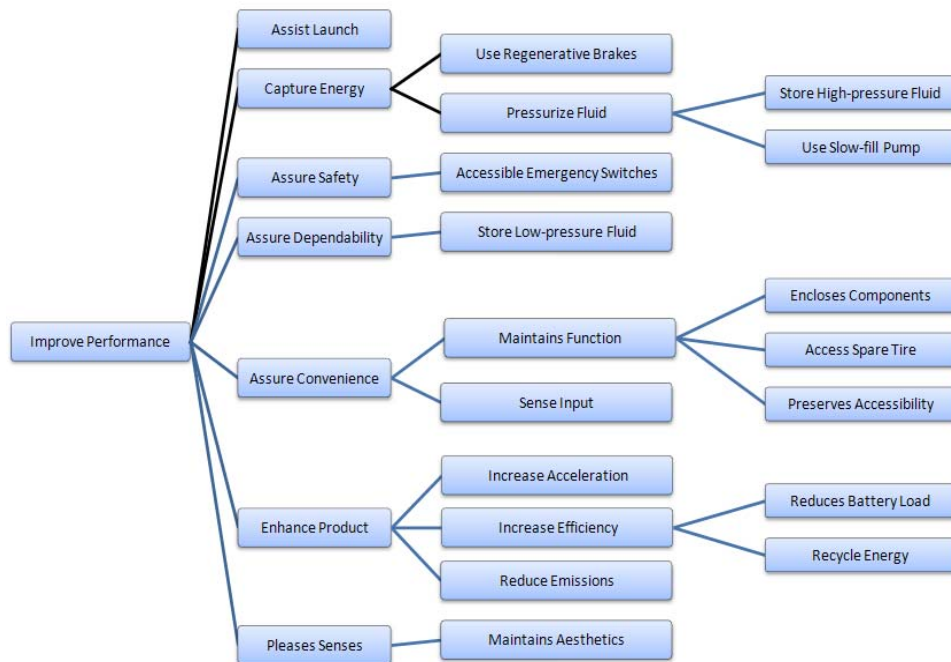 Assist Launch
Use Regenerative Brakes
Capture Energy
Store High-pressure Fluid
Pressurize Fluid
Use Slow-fill Pump
Assure Safety
Accessible Emergency Switches
Assure Dependability
Store Low-pressure Fluid
Encloses Components
Improve Performance
Maintains Function
Access Spare Tire
Assure Convenience
Sense Input
Preserves Accessibility
Increase Acceleration
Reduces Battery Load
Enhance Product
Increase Efficiency
Recycle Energy
Reduce Emissions
Pleases Senses
Maintains Aesthetics